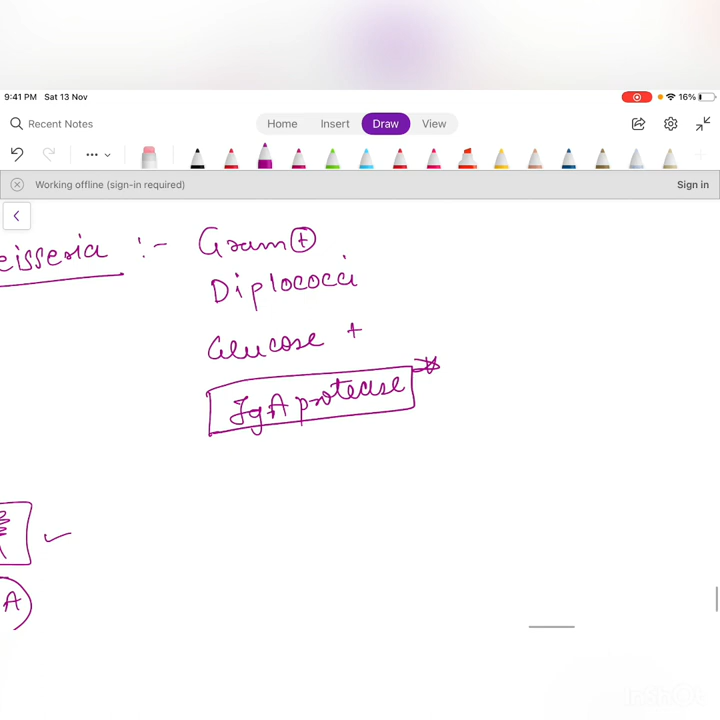 9:41 PM Sat 13 Nov 16%
Recent Notes Home Insert Draw View
Working offline (sign-in required) Sign in
eisseria :- Gram +
Diplococci
Glucose +
IgA protease
A